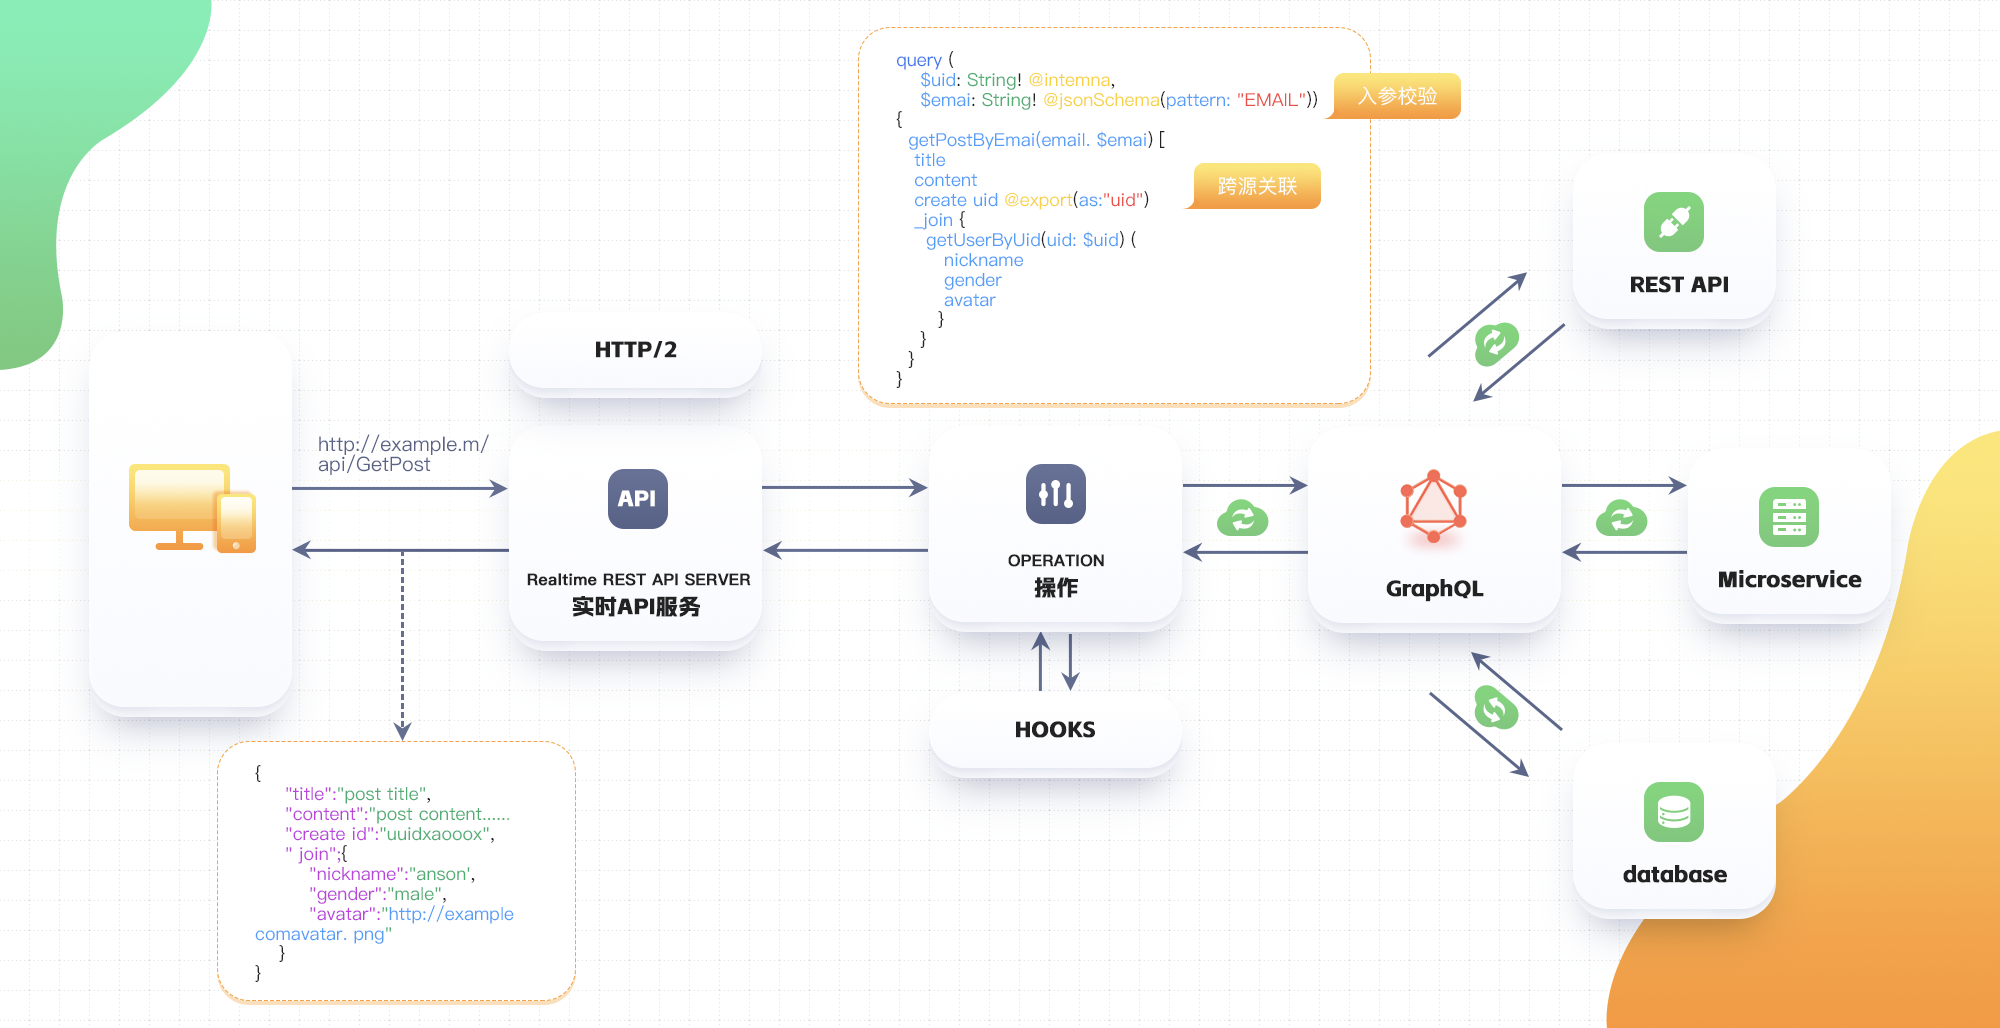 query (
$uid: String! @intemna,
$emai: String! @jsonSchema(pattern: "EMAIL"))
{
getPostByEmai(email. $emai) [
title
content
create uid @export(as:"uid")
_join {
getUserByUid(uid: $uid) (
nickname
gender
avatar
}
}
}
}
入参校验
跨源关联
REST API
HTTP/2
http://example.m/
api/GetPost
API
Realtime REST API SERVER
实时API服务
OPERATION
操作
GraphQL
Microservice
HOOKS
database
{
"title":"post title",
"content":"post content......
"create id":"uuidxaooox",
" join";{
"nickname":"anson',
"gender":"male",
"avatar":"http://example
comavatar. png"
}
}